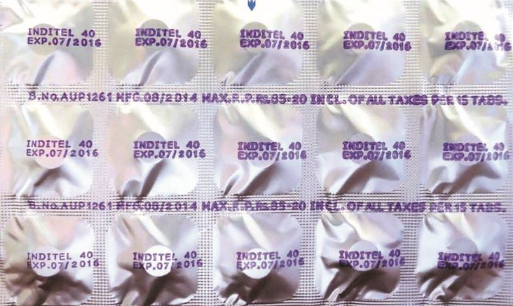 INDITEL 40 INDITEL 40 INDITEL 40 INDITEL 40 INDITEL 40
EXP.07/2016 EXP.07/2016 EXP.07/2016 EXP.07/2016 EXP.07/2016
B.No.AUP1261 MFG.08/2014 MAX.R.P.Rs.85-20 INCL.OF ALL TAXES PER 15 TABS.
INDITEL 40 INDITEL 40 INDITEL 40 INDITEL 40 INDITEL 40
EXP.07/2016 EXP.07/2016 EXP.07/2016 EXP.07/2016 EXP.07/2016
B.No.AUP1261 MFG.08/2014 MAX.R.P.Rs.85-20 INCL.OF ALL TAXES PER 15 TABS.
INDITEL 40 INDITEL 40 INDITEL 40 INDITEL 40 INDITEL 40
EXP.07/2016 EXP.07/2016 EXP.07/2016 EXP.07/2016 EXP.07/2016